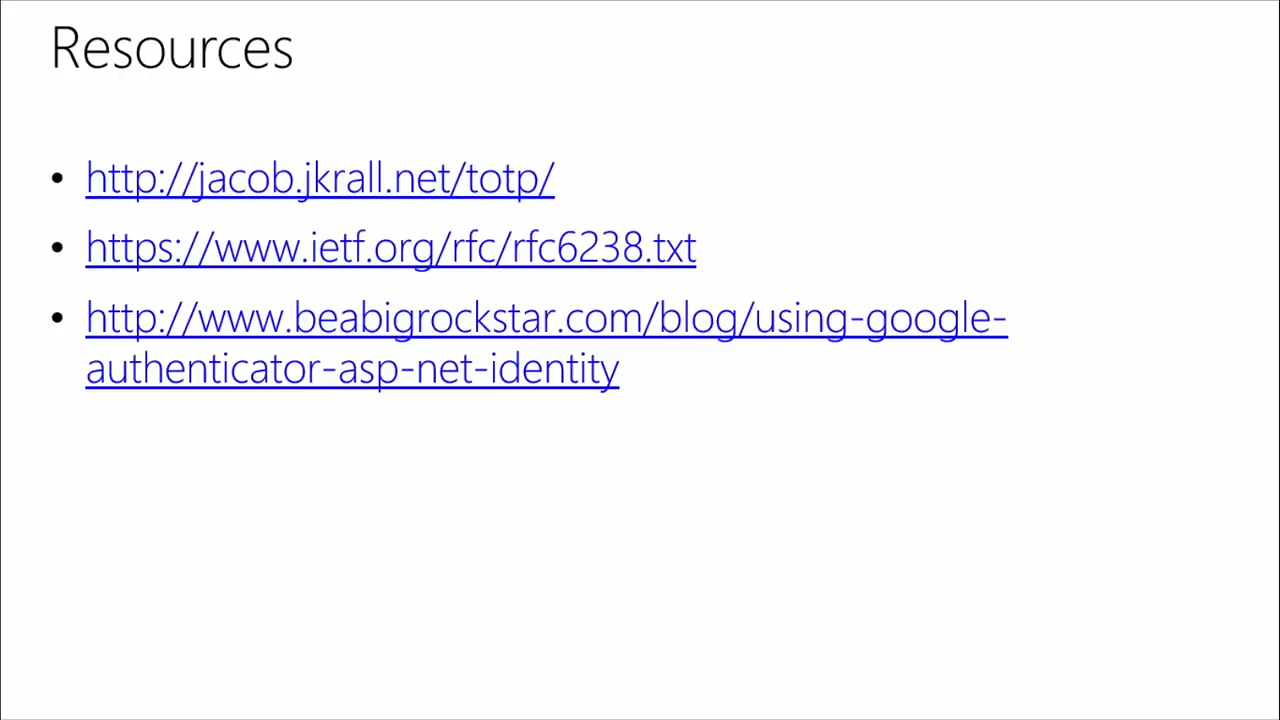 Resources
• http://jacob.jkrall.net/totp/
• https://www.ietf.org/rfc/rfc6238.txt
• http://www.beabigrockstar.com/blog/using-google-
authenticator-asp-net-identity